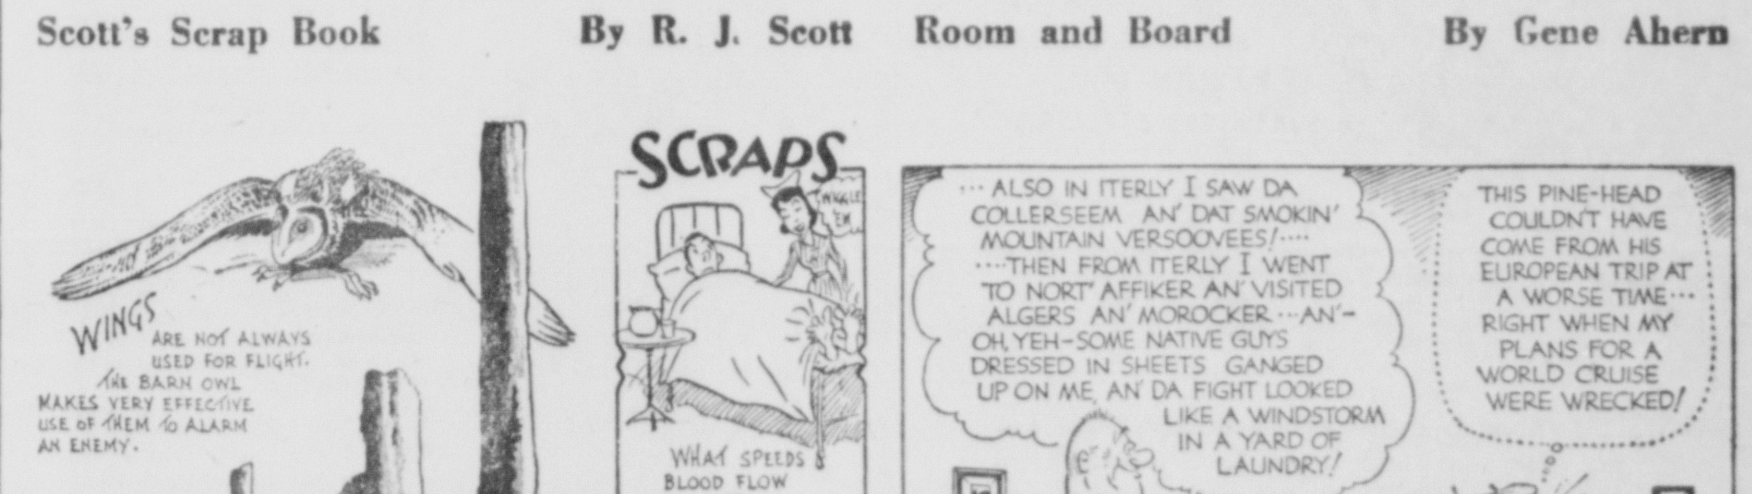 Scott's Scrap Book By R. J. Scott
Room and Board By Gene Ahern
WINGS
ARE NOT ALWAYS
USED FOR FLIGHT.
THE BARN OWL
MAKES VERY EFFECTIVE
USE OF THEM TO ALARM
AN ENEMY.
SCRAPS
WIGGLE
'EM
WHAT SPEEDS
BLOOD FLOW
... ALSO IN ITERLY I SAW DA
COLLERSEEM AN' DAT SMOKIN'
MOUNTAIN VERSOOVEES!....
....THEN FROM ITERLY I WENT
TO NORT' AFFIKER AN' VISITED
ALGERS AN' MOROCKER ...AN'-
OH, YEH-SOME NATIVE GUYS
DRESSED IN SHEETS GANGED
UP ON ME, AN' DA FIGHT LOOKED
LIKE A WINDSTORM
IN A YARD OF
LAUNDRY!
THIS PINE-HEAD
COULDN'T HAVE
COME FROM HIS
EUROPEAN TRIP AT
A WORSE TIME...
RIGHT WHEN MY
PLANS FOR A
WORLD CRUISE
WERE WRECKED!